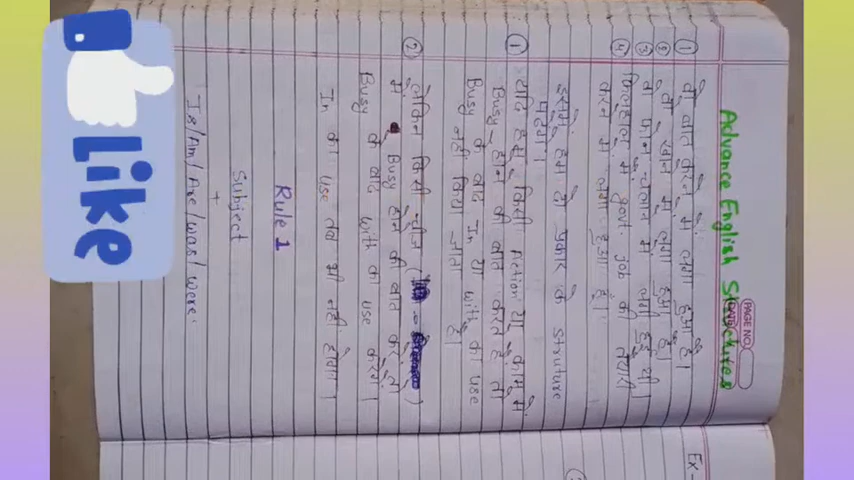 PAGE NO.
DATE
Advance English Structures
① वो बात करने में लगा हुआ है।
② वो खाने में लगा हुआ है।
③ वो फोन चलाने में लगी हुई थी।
④ फिलहाल में govt. job की तैयारी
करने में लगा हुआ है।
इसमें हम दो प्रकार के struture
पढ़ेंगे।
① यदि हम किसी Action या काम में
Busy होने की बात करते हैं तो
Busy के बाद In या with का use
नहीं किया जाता है।
② लेकिन किसी चीज
में Busy होने की बात करें तो
Busy के बाद with का use करेंगे।
In का use तब भी नहीं होगा।
Rule 1
Subject
+
Is/Am/Are/was/were.
Ex-
Like